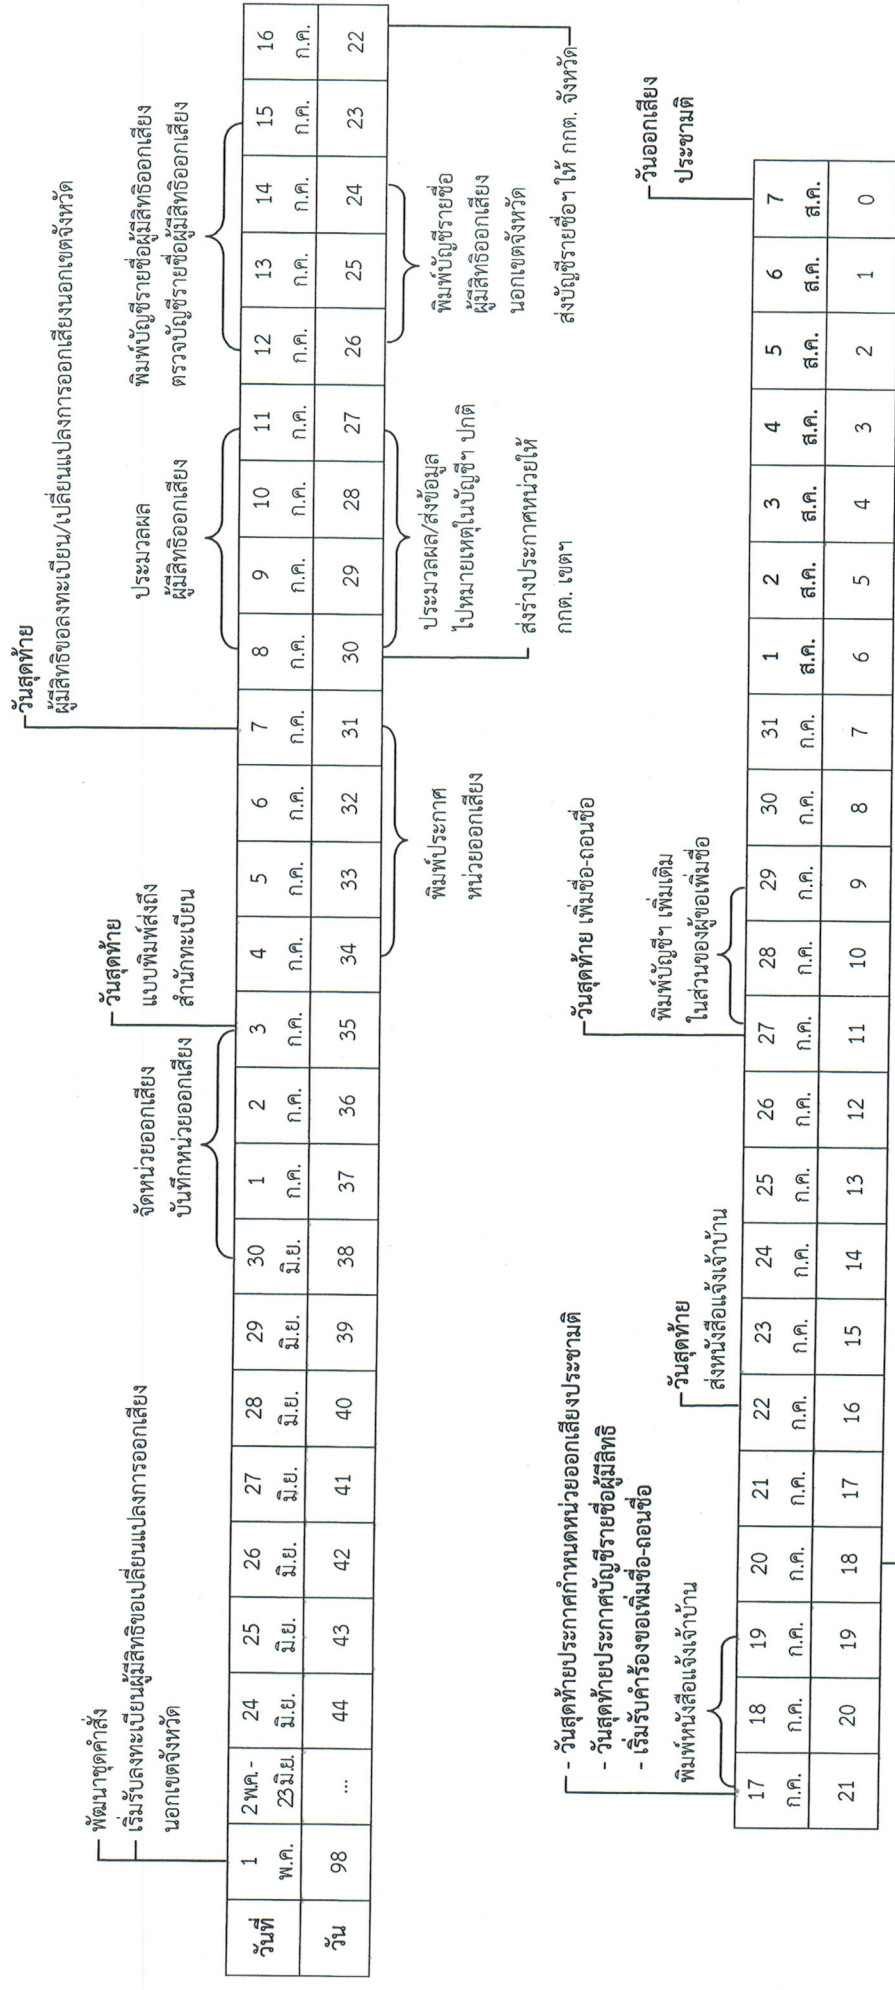 พัฒนาชุดคำสั่ง
เริ่มรับลงทะเบียนผู้มีสิทธิขอเปลี่ยนแปลงการออกเสียง
นอกเขตจังหวัด
จัดหน่วยออกเสียง
บันทึกหน่วยออกเสียง
วันสุดท้าย
แบบพิมพ์ส่งถึง
สำนักทะเบียน
วันสุดท้าย
ผู้มีสิทธิขอลงทะเบียน/เปลี่ยนแปลงการออกเสียงนอกเขตจังหวัด
ประมวลผล
ผู้มีสิทธิออกเสียง
พิมพ์บัญชีรายชื่อผู้มีสิทธิออกเสียง
ตรวจบัญชีรายชื่อผู้มีสิทธิออกเสียง
วันที่ 1 2 พ.ค.- 24 25 26 27 28 29 30 1 2 3 4 5 6 7 8 9 10 11 12 13 14 15 16
พ.ค. 23 มิ.ย. มิ.ย. มิ.ย. มิ.ย. มิ.ย. มิ.ย. มิ.ย. มิ.ย. ก.ค. ก.ค. ก.ค. ก.ค. ก.ค. ก.ค. ก.ค. ก.ค. ก.ค. ก.ค. ก.ค. ก.ค. ก.ค. ก.ค. ก.ค. ก.ค.
วัน 98 ... 44 43 42 41 40 39 38 37 36 35 34 33 32 31 30 29 28 27 26 25 24 23 22
พิมพ์ประกาศ
หน่วยออกเสียง
ประมวลผล/ส่งข้อมูล
ไปหมายเหตุในบัญชีฯ ปกติ
ส่งร่างประกาศหน่วยให้
กกต. เขตฯ
พิมพ์บัญชีรายชื่อ
ผู้มีสิทธิออกเสียง
นอกเขตจังหวัด
ส่งบัญชีรายชื่อฯ ให้ กกต. จังหวัด
- วันสุดท้ายประกาศกำหนดหน่วยออกเสียงประชามติ
- วันสุดท้ายประกาศบัญชีรายชื่อผู้มีสิทธิ
- เริ่มรับคำร้องขอเพิ่มชื่อ-ถอนชื่อ
พิมพ์หนังสือแจ้งเจ้าบ้าน
วันสุดท้าย
ส่งหนังสือแจ้งเจ้าบ้าน
วันสุดท้าย เพิ่มชื่อ-ถอนชื่อ
พิมพ์บัญชีฯ เพิ่มเติม
ในส่วนของผู้ขอเพิ่มชื่อ
วันออกเสียง
ประชามติ
17 18 19 20 21 22 23 24 25 26 27 28 29 30 31 1 2 3 4 5 6 7
ก.ค. ก.ค. ก.ค. ก.ค. ก.ค. ก.ค. ก.ค. ก.ค. ก.ค. ก.ค. ก.ค. ก.ค. ก.ค. ก.ค. ก.ค. ส.ค. ส.ค. ส.ค. ส.ค. ส.ค. ส.ค. ส.ค.
21 20 19 18 17 16 15 14 13 12 11 10 9 8 7 6 5 4 3 2 1 0